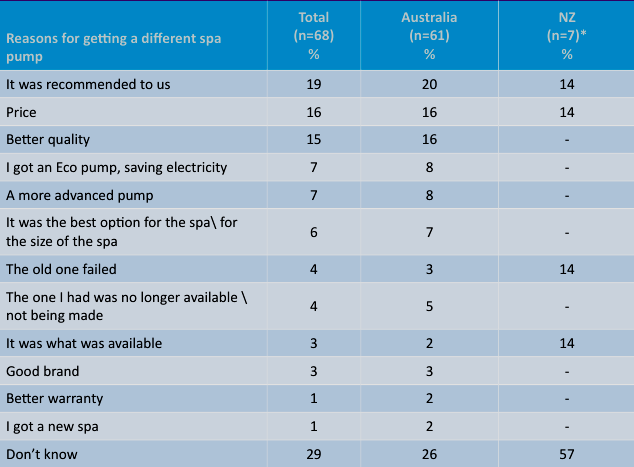 Reasons for getting a different spa pump Total (n=68) % Australia (n=61) % NZ (n=7)* %
It was recommended to us 19 20 14
Price 16 16 14
Better quality 15 16 -
I got an Eco pump, saving electricity 7 8 -
A more advanced pump 7 8 -
It was the best option for the spa\ for the size of the spa 6 7 -
The old one failed 4 3 14
The one I had was no longer available \ not being made 4 5 -
It was what was available 3 2 14
Good brand 3 3 -
Better warranty 1 2 -
I got a new spa 1 2 -
Don’t know 29 26 57